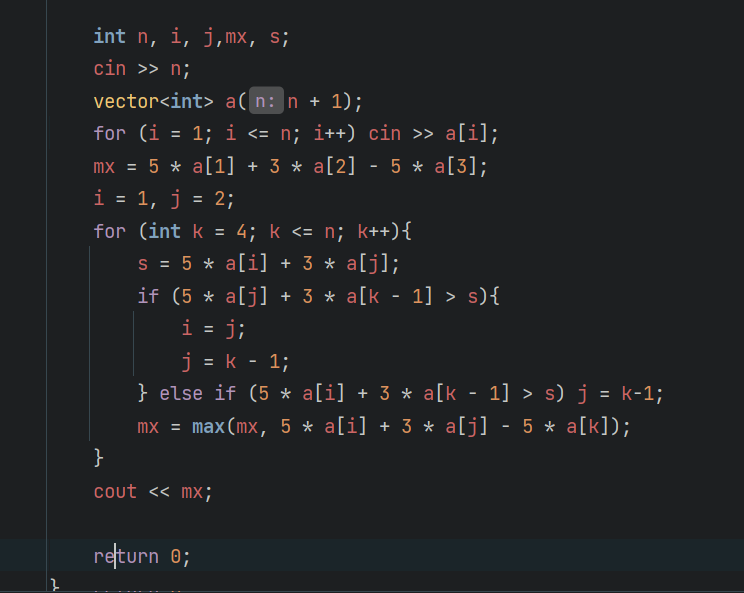 int n, i, j,mx, s;
cin >> n;
vector<int> a(n: n + 1);
for (i = 1; i <= n; i++) cin >> a[i];
mx = 5 * a[1] + 3 * a[2] - 5 * a[3];
i = 1, j = 2;
for (int k = 4; k <= n; k++){
s = 5 * a[i] + 3 * a[j];
if (5 * a[j] + 3 * a[k - 1] > s){
i = j;
j = k - 1;
} else if (5 * a[i] + 3 * a[k - 1] > s) j = k-1;
mx = max(mx, 5 * a[i] + 3 * a[j] - 5 * a[k]);
}
cout << mx;
return 0;
}